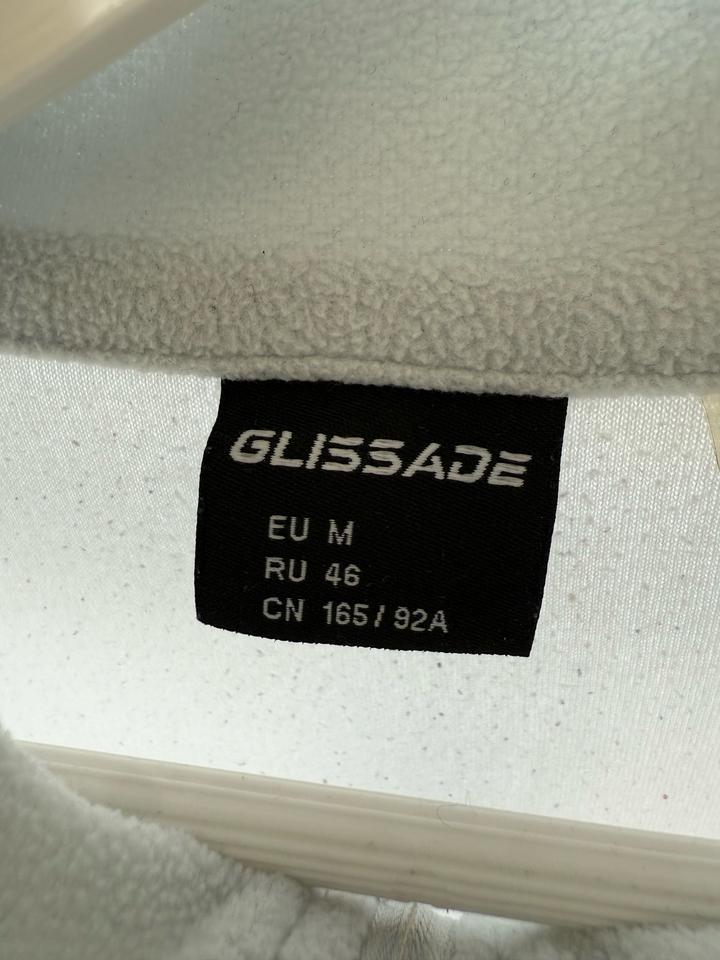 GLISSADE
EU M
RU 46
CN 165/92A